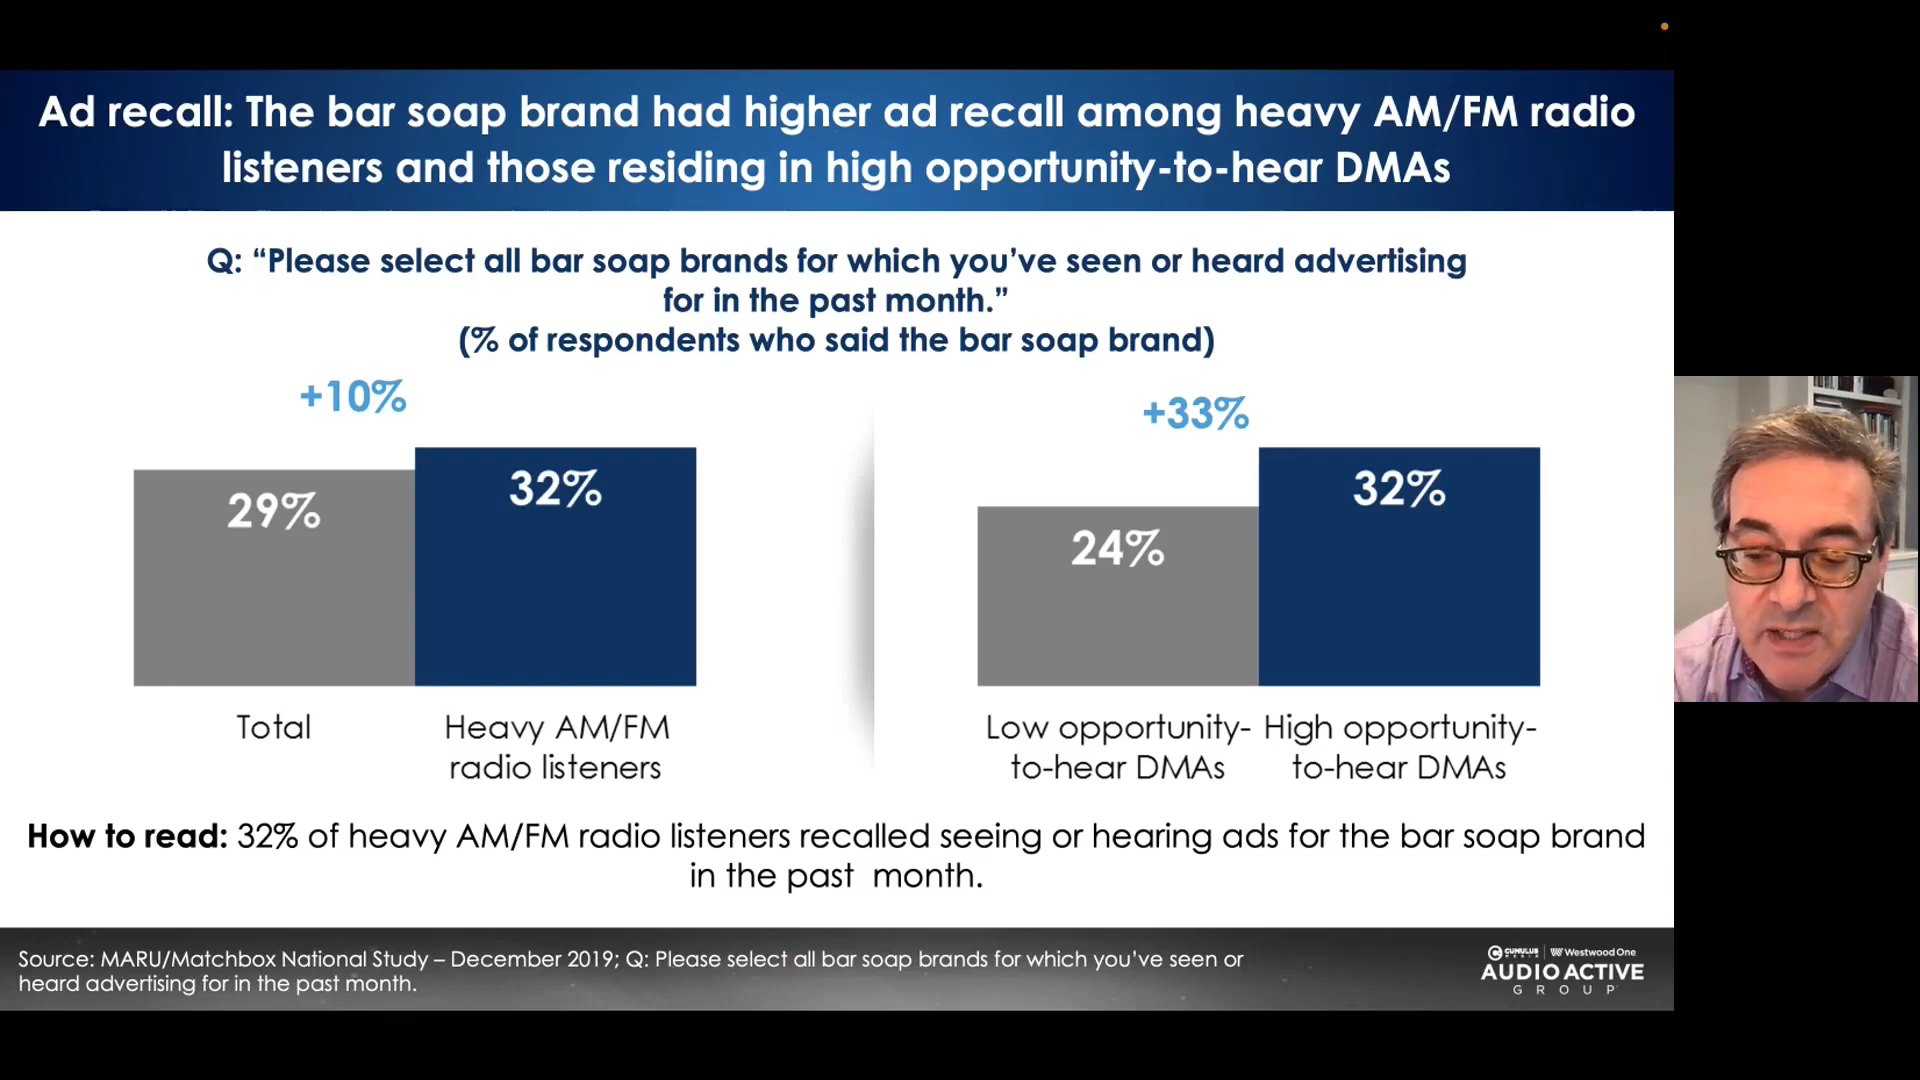 Ad recall: The bar soap brand had higher ad recall among heavy AM/FM radio
listeners and those residing in high opportunity-to-hear DMAs
Q: “Please select all bar soap brands for which you’ve seen or heard advertising
for in the past month.”
(% of respondents who said the bar soap brand)
+10%
29%
32%
Total
Heavy AM/FM
radio listeners
+33%
24%
32%
Low opportunity-
to-hear DMAs
High opportunity-
to-hear DMAs
How to read: 32% of heavy AM/FM radio listeners recalled seeing or hearing ads for the bar soap brand
in the past month.
Source: MARU/Matchbox National Study – December 2019; Q: Please select all bar soap brands for which you’ve seen or
heard advertising for in the past month.
CUMULUS MEDIA | Westwood One
AUDIO ACTIVE
GROUP